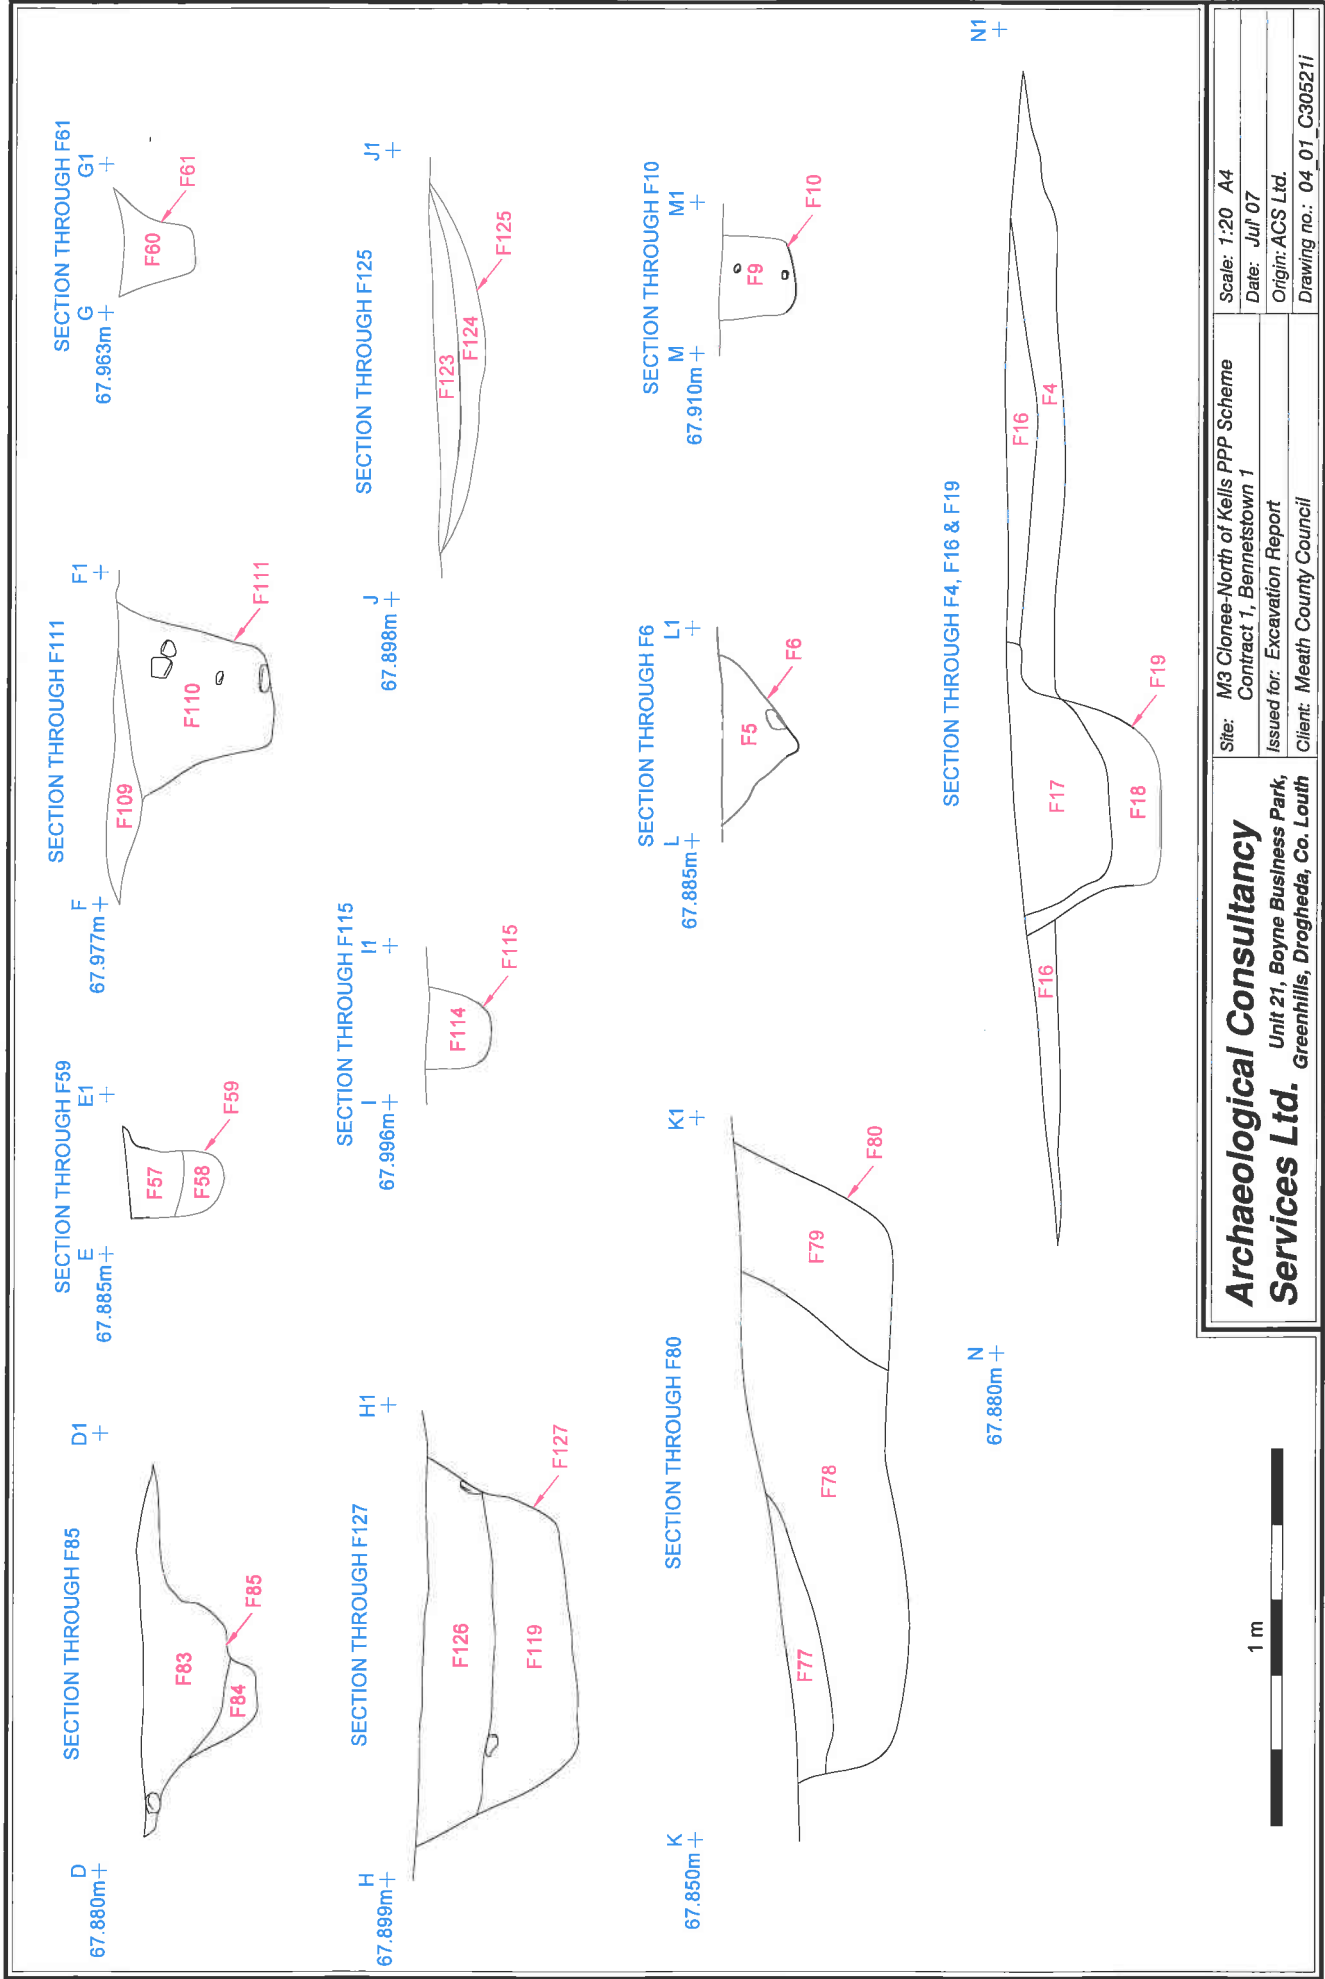 SECTION THROUGH F85
D
D1
67.880m
F83
F84
F85
SECTION THROUGH F59
E
E1
67.885m
F57
F58
F59
SECTION THROUGH F111
F
F1
67.977m
F109
F110
F111
SECTION THROUGH F61
G
G1
67.963m
F60
F61
SECTION THROUGH F127
H
H1
67.899m
F126
F119
F127
SECTION THROUGH F115
I
I1
67.996m
F114
F115
SECTION THROUGH F125
J
J1
67.898m
F123
F124
F125
SECTION THROUGH F80
K
K1
67.850m
F77
F78
F79
F80
SECTION THROUGH F6
L
L1
67.885m
F5
F6
SECTION THROUGH F10
M
M1
67.910m
F9
F10
SECTION THROUGH F4, F16 & F19
N
N1
67.880m
F16
F17
F18
F19
F16
F4
1 m
Archaeological Consultancy
Services Ltd.
Unit 21, Boyne Business Park,
Greenhills, Drogheda, Co. Louth
Site: M3 Clonee-North of Kells PPP Scheme
Contract 1, Bennetstown 1
Issued for: Excavation Report
Client: Meath County Council
Scale: 1:20 A4
Date: Jul' 07
Origin: ACS Ltd.
Drawing no.: 04_01_C30521i